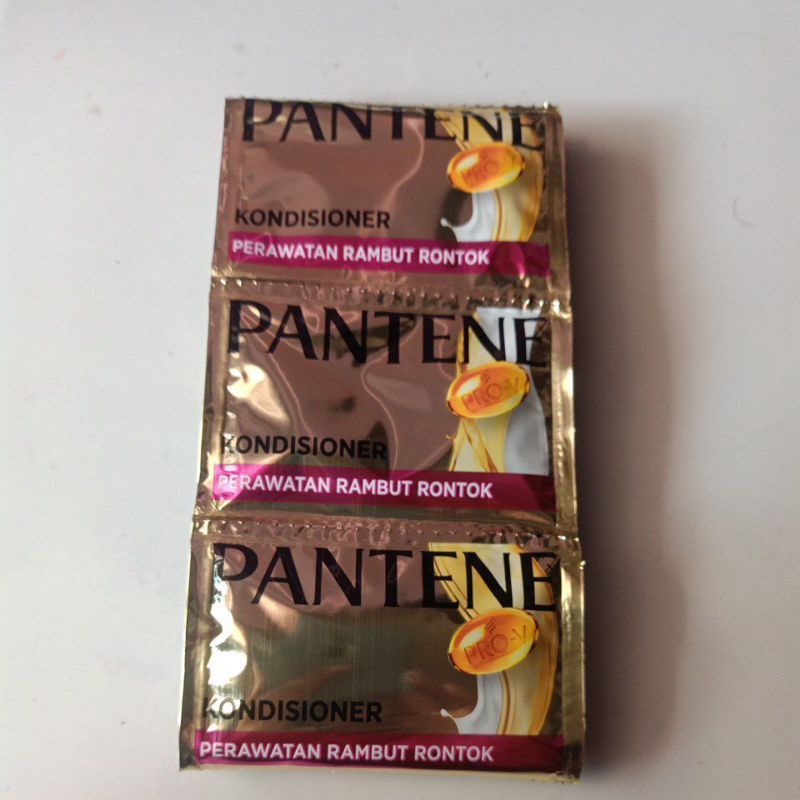 PANTENE
PRO-V
KONDISIONER
PERAWATAN RAMBUT RONTOK
PANTENE
PRO-V
KONDISIONER
PERAWATAN RAMBUT RONTOK
PANTENE
PRO-V
KONDISIONER
PERAWATAN RAMBUT RONTOK